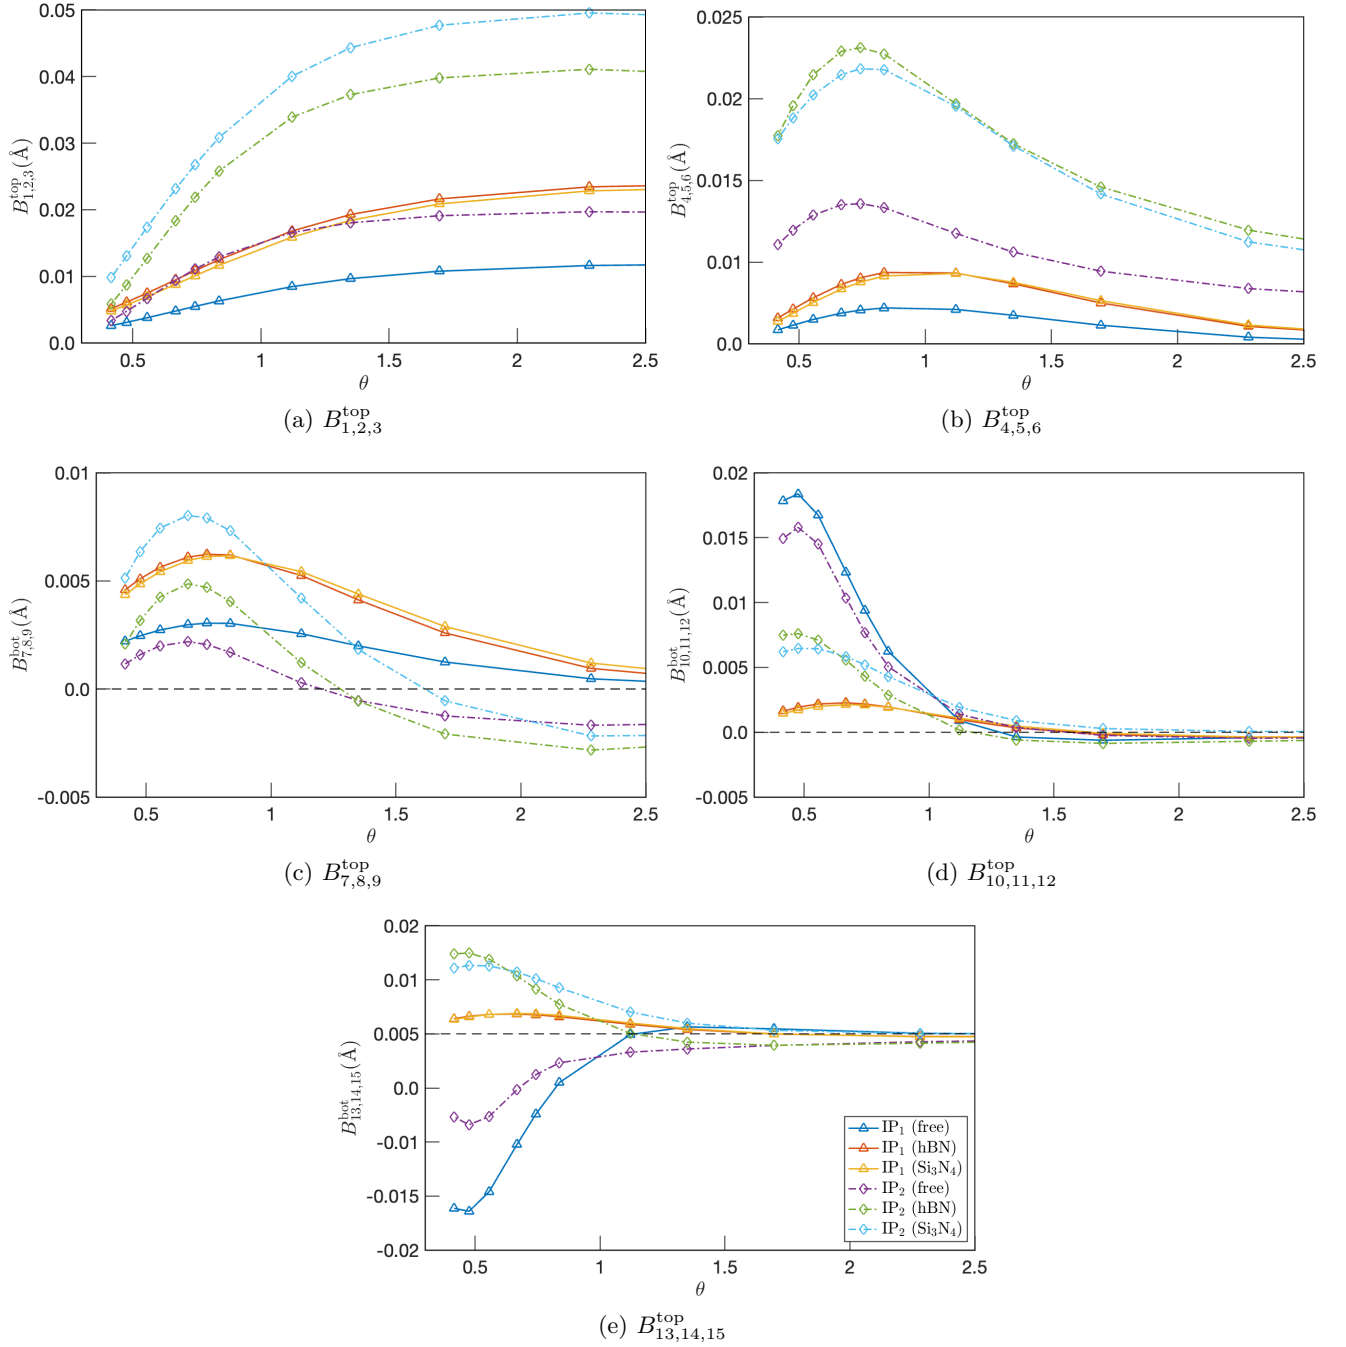 0.05
0.04
0.03
0.02
0.01
0.0
0.5
1
1.5
2
2.5
θ
B^top_1,2,3(Å)
(a) B^top_1,2,3
0.025
0.02
0.015
0.01
0.0
0.5
1
1.5
2
2.5
θ
B^top_4,5,6(Å)
(b) B^top_4,5,6
0.01
0.005
0.0
-0.005
0.5
1
1.5
2
2.5
θ
B^bot_7,8,9(Å)
(c) B^top_7,8,9
0.02
0.015
0.01
0.005
0.0
-0.005
0.5
1
1.5
2
2.5
θ
B^bot_10,11,12(Å)
(d) B^top_10,11,12
0.02
0.01
0.005
0.0
-0.01
-0.015
-0.02
0.5
1
1.5
2
2.5
θ
B^bot_13,14,15(Å)
IP₁ (free)
IP₁ (hBN)
IP₁ (Si₃N₄)
IP₂ (free)
IP₂ (hBN)
IP₂ (Si₃N₄)
(e) B^top_13,14,15